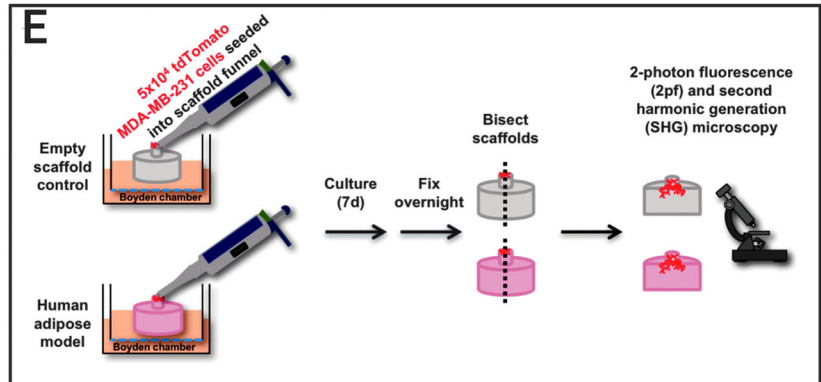 E
5x10⁴ tdTomato
MDA-MB-231 cells seeded
into scaffold funnel
Empty
scaffold
control
Boyden chamber
Human
adipose
model
Boyden chamber
Culture
(7d)
Fix
overnight
Bisect
scaffolds
2-photon fluorescence
(2pf) and second
harmonic generation
(SHG) microscopy